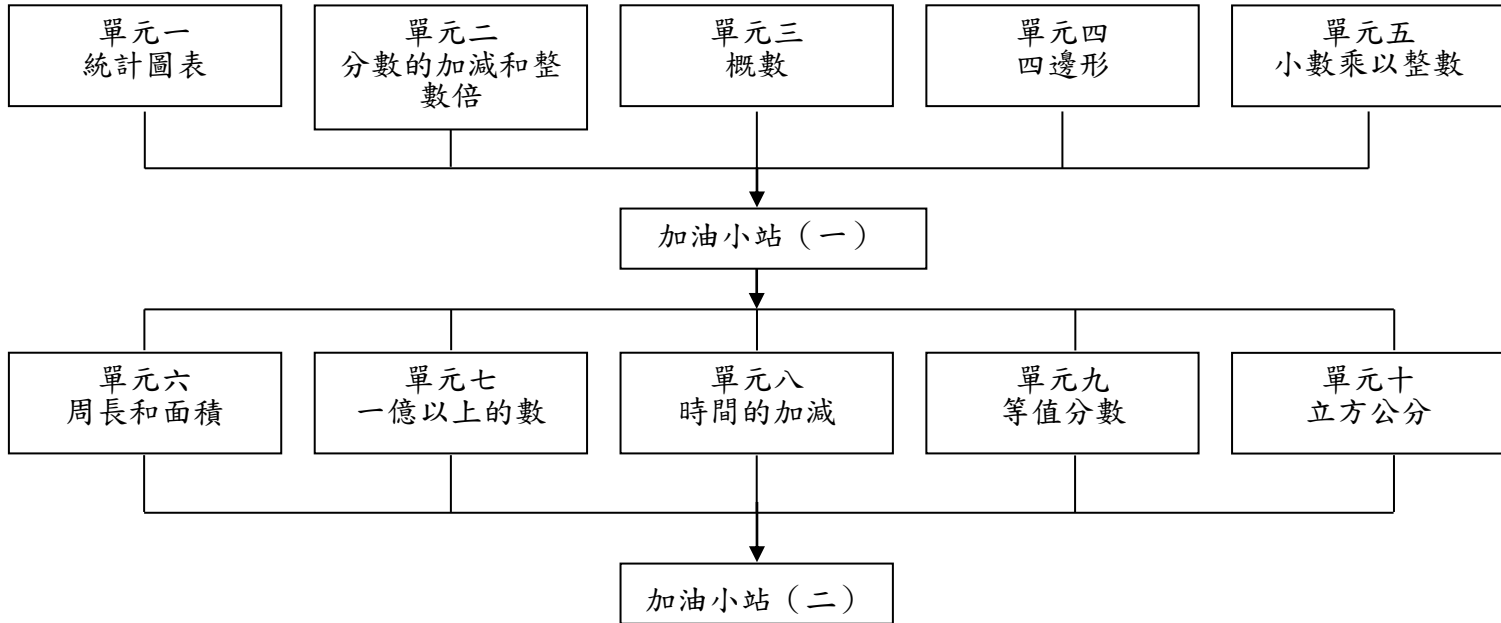 單元一
統計圖表
單元二
分數的加減和整
數倍
單元三
概數
單元四
四邊形
單元五
小數乘以整數
加油小站（一）
單元六
周長和面積
單元七
一億以上的數
單元八
時間的加減
單元九
等值分數
單元十
立方公分
加油小站（二）